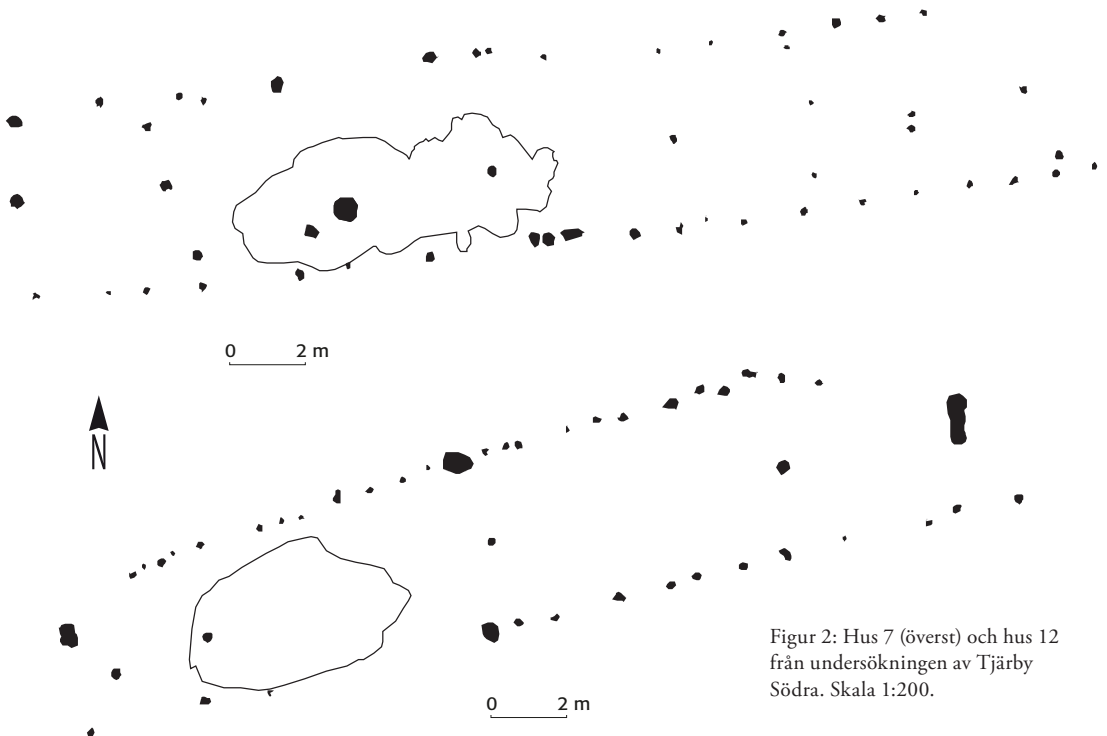 0 2 m
N
0 2 m
Figur 2: Hus 7 (överst) och hus 12
från undersökningen av Tjärby
Södra. Skala 1:200.